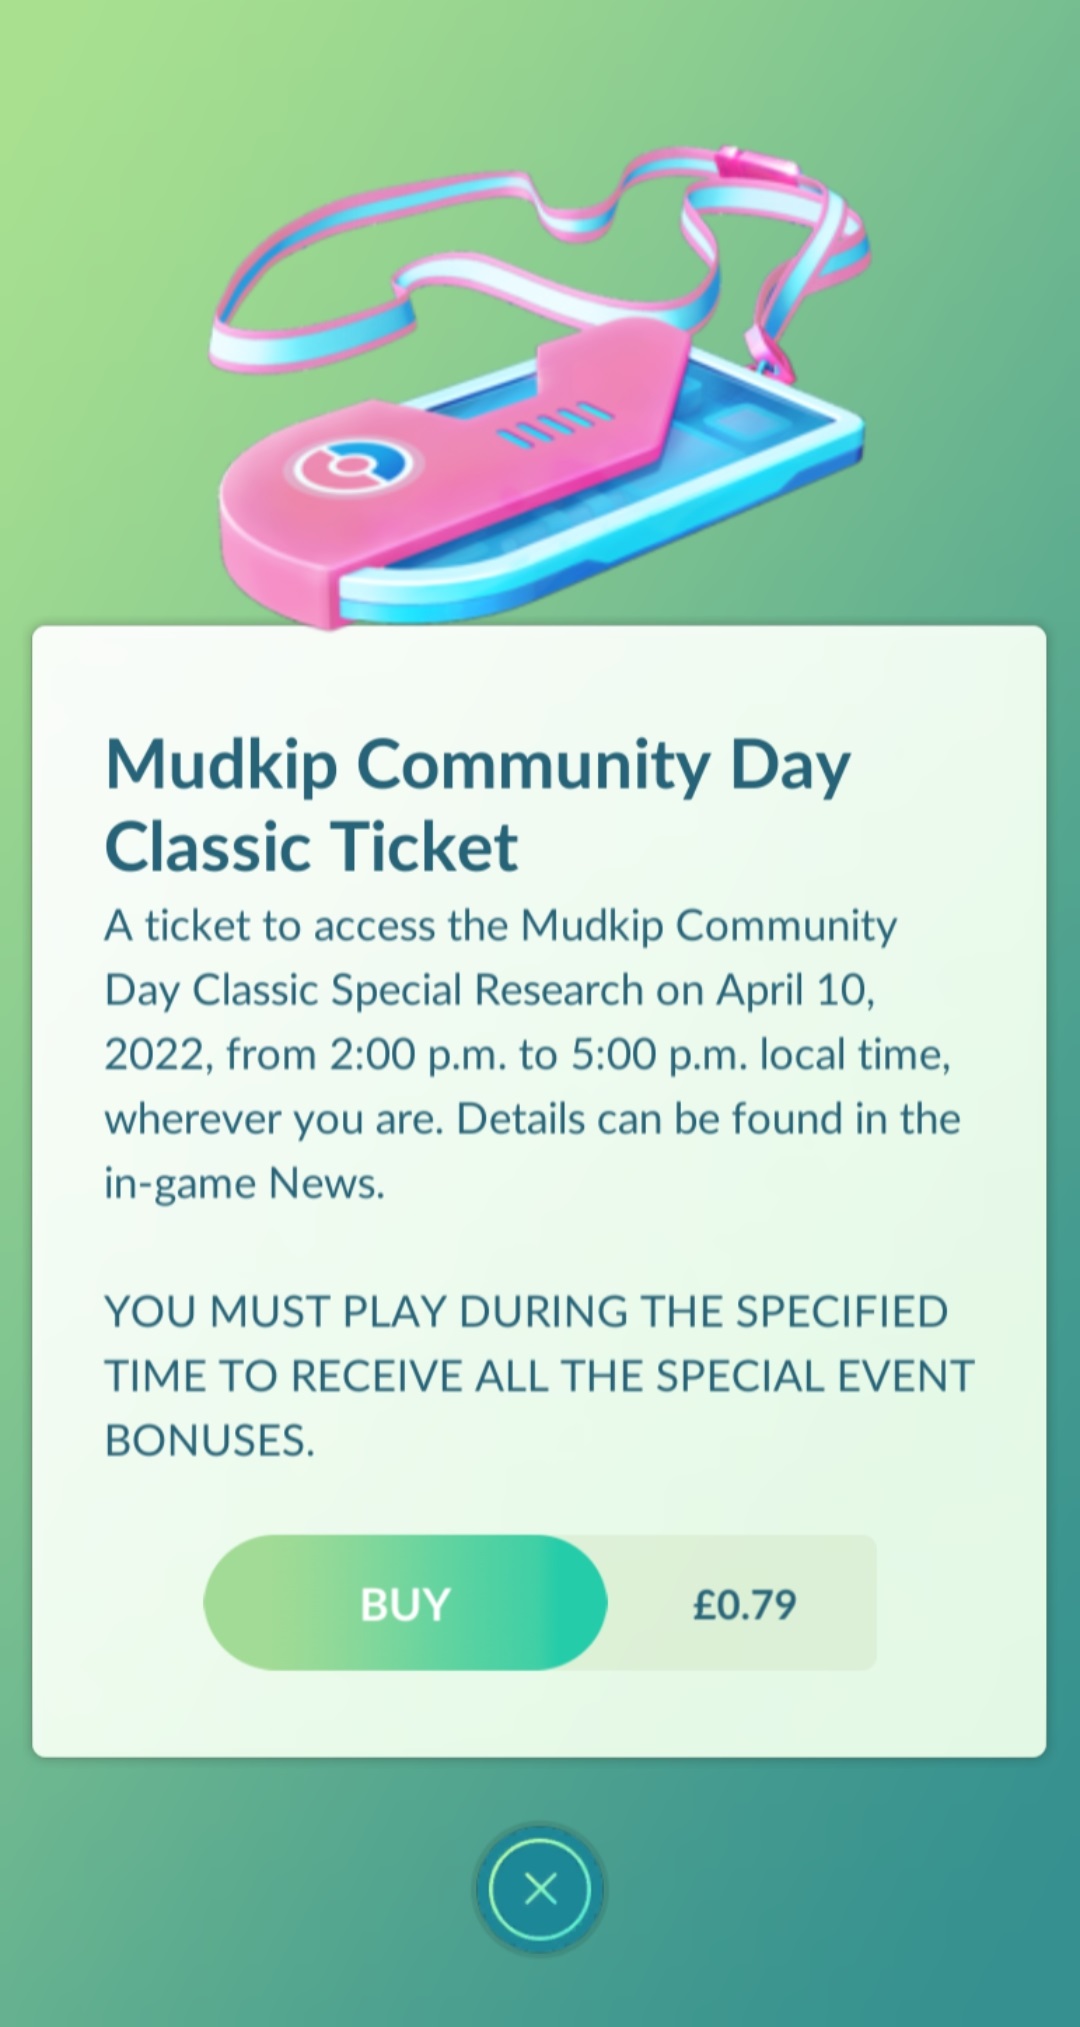 Mudkip Community Day
Classic Ticket
A ticket to access the Mudkip Community
Day Classic Special Research on April 10,
2022, from 2:00 p.m. to 5:00 p.m. local time,
wherever you are. Details can be found in the
in-game News.
YOU MUST PLAY DURING THE SPECIFIED
TIME TO RECEIVE ALL THE SPECIAL EVENT
BONUSES.
BUY £0.79